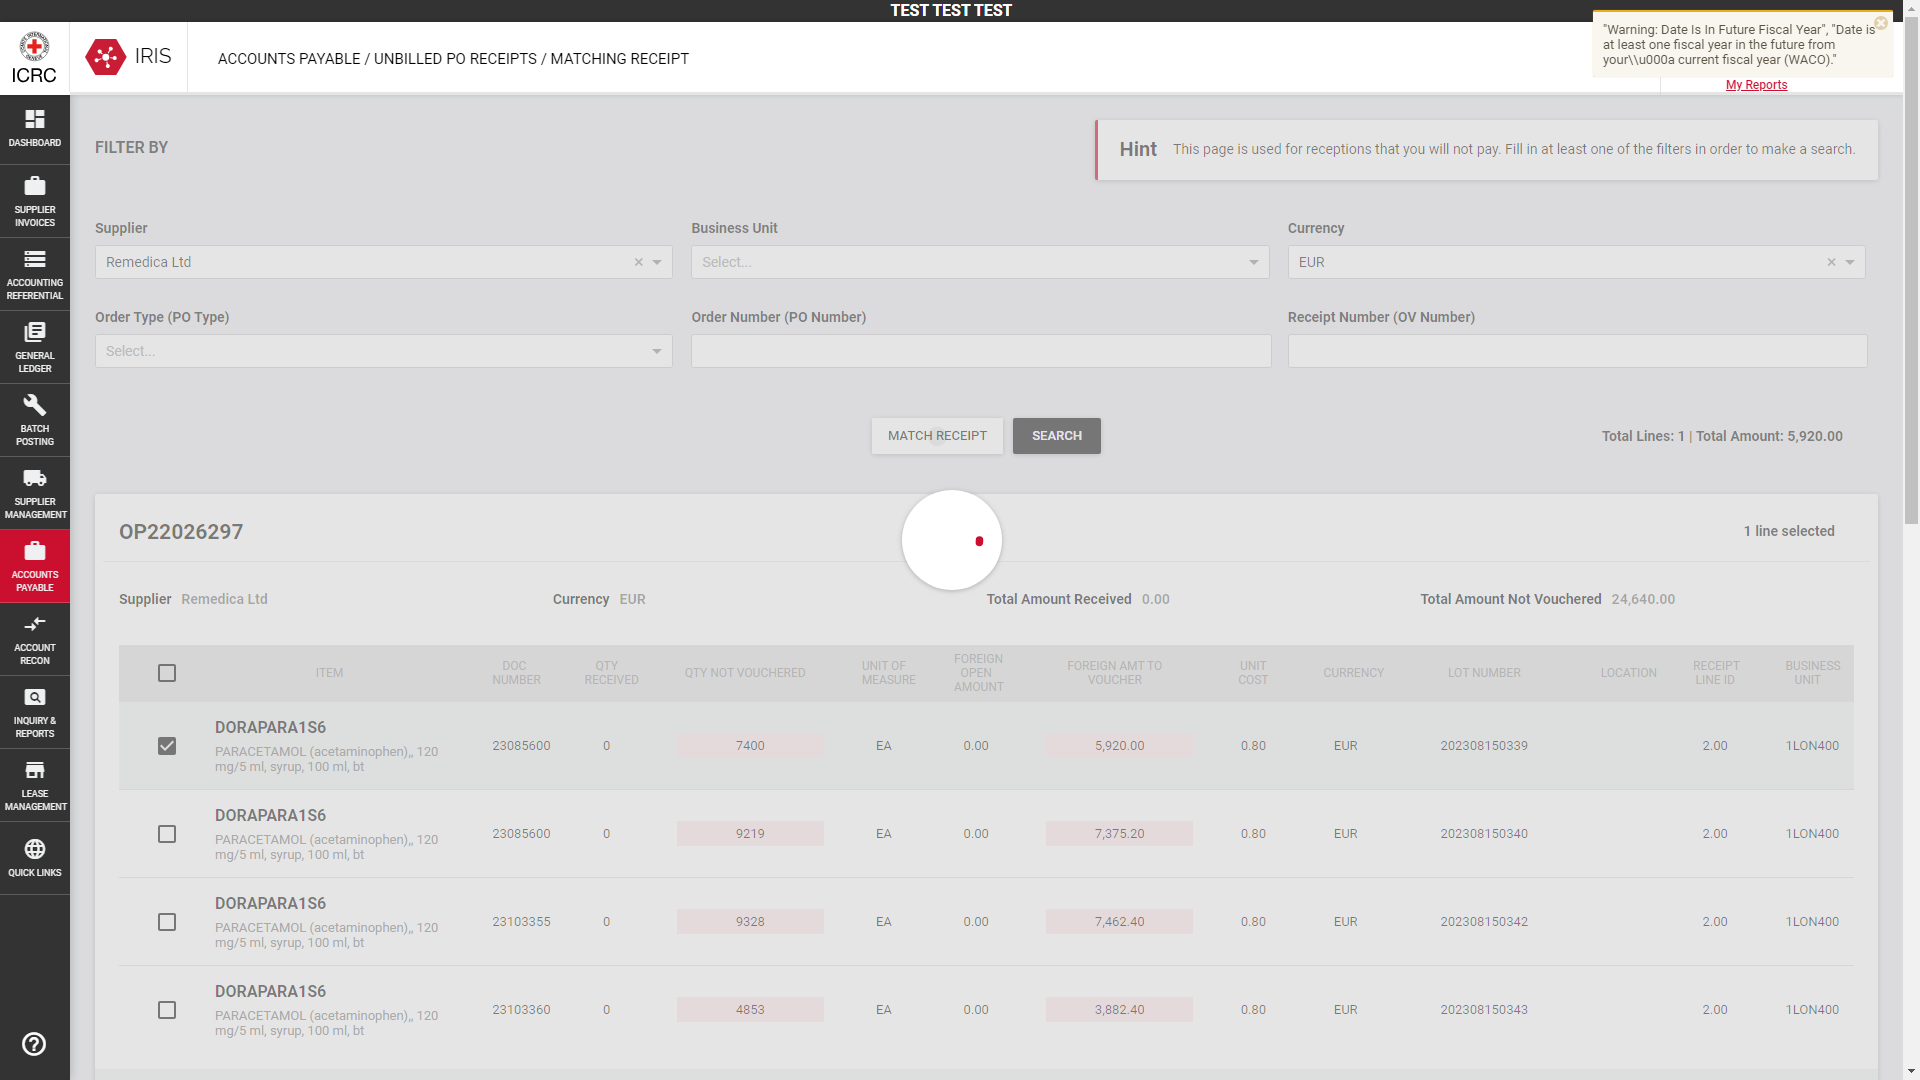 TEST TEST TEST
ICRC
IRIS
ACCOUNTS PAYABLE / UNBILLED PO RECEIPTS / MATCHING RECEIPT
"Warning: Date Is In Future Fiscal Year", "Date is
at least one fiscal year in the future from
your\\u000a current fiscal year (WACO)."
My Reports
DASHBOARD
SUPPLIER
INVOICES
ACCOUNTING
REFERENTIAL
GENERAL
LEDGER
BATCH
POSTING
SUPPLIER
MANAGEMENT
ACCOUNTS
PAYABLE
ACCOUNT
RECON
INQUIRY &
REPORTS
LEASE
MANAGEMENT
QUICK LINKS
FILTER BY
Hint This page is used for receptions that you will not pay. Fill in at least one of the filters in order to make a search.
Supplier Business Unit Currency
Remedica Ltd Select... EUR
Order Type (PO Type) Order Number (PO Number) Receipt Number (OV Number)
Select...
MATCH RECEIPT SEARCH Total Lines: 1 | Total Amount: 5,920.00
OP22026297 1 line selected
Supplier Remedica Ltd Currency EUR Total Amount Received 0.00 Total Amount Not Vouchered 24,640.00
ITEM DOC NUMBER QTY RECEIVED QTY NOT VOUCHERED UNIT OF MEASURE FOREIGN OPEN AMOUNT FOREIGN AMT TO VOUCHER UNIT COST CURRENCY LOT NUMBER LOCATION RECEIPT LINE ID BUSINESS UNIT
DORAPARA1S6
PARACETAMOL (acetaminophen),, 120
mg/5 ml, syrup, 100 ml, bt
23085600 0 7400 EA 0.00 5,920.00 0.80 EUR 202308150339 2.00 1LON400
DORAPARA1S6
PARACETAMOL (acetaminophen),, 120
mg/5 ml, syrup, 100 ml, bt
23085600 0 9219 EA 0.00 7,375.20 0.80 EUR 202308150340 2.00 1LON400
DORAPARA1S6
PARACETAMOL (acetaminophen),, 120
mg/5 ml, syrup, 100 ml, bt
23103355 0 9328 EA 0.00 7,462.40 0.80 EUR 202308150342 2.00 1LON400
DORAPARA1S6
PARACETAMOL (acetaminophen),, 120
mg/5 ml, syrup, 100 ml, bt
23103360 0 4853 EA 0.00 3,882.40 0.80 EUR 202308150343 2.00 1LON400